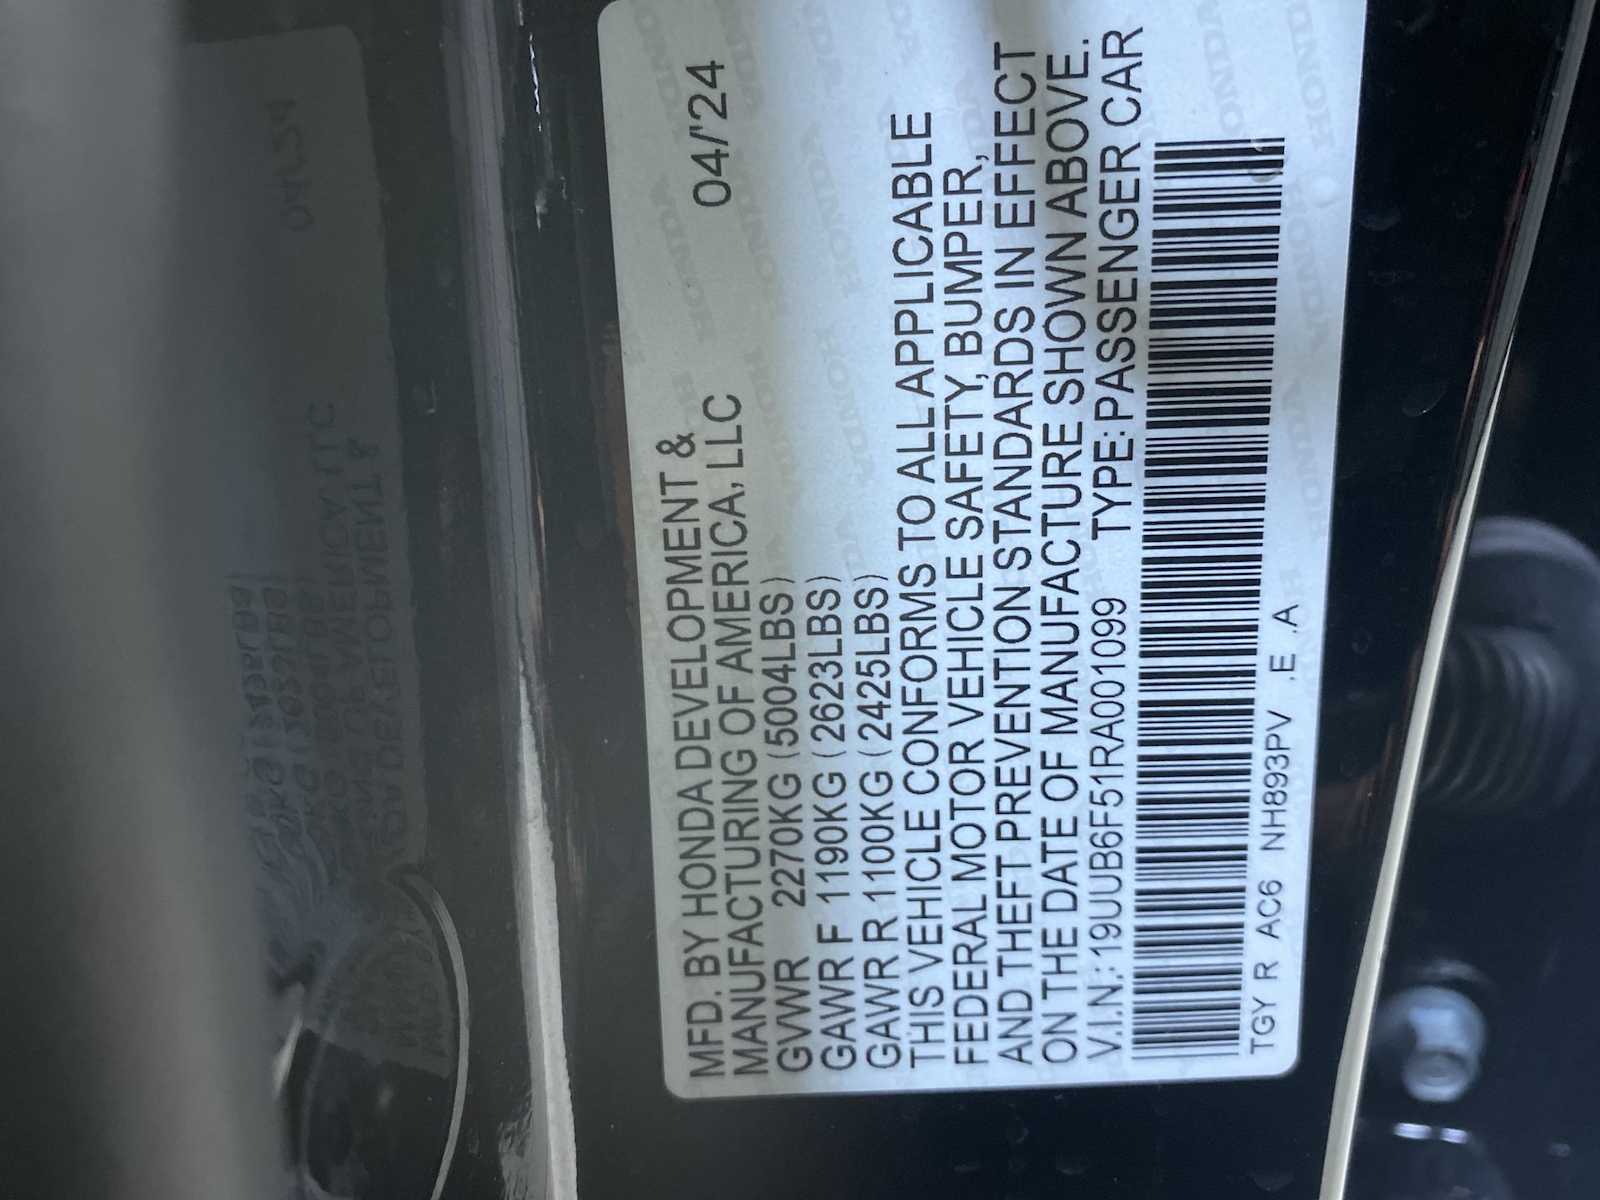 MFD. BY HONDA DEVELOPMENT &
MANUFACTURING OF AMERICA, LLC 04/'24
GVWR 2270KG (5004LBS)
GAWR F 1190KG (2623LBS)
GAWR R 1100KG (2425LBS)
THIS VEHICLE CONFORMS TO ALL APPLICABLE
FEDERAL MOTOR VEHICLE SAFETY, BUMPER,
AND THEFT PREVENTION STANDARDS IN EFFECT
ON THE DATE OF MANUFACTURE SHOWN ABOVE.
V.I.N.: 19UUB6F51RA001099 TYPE: PASSENGER CAR
TGY R AC6 NH893PV .E .A